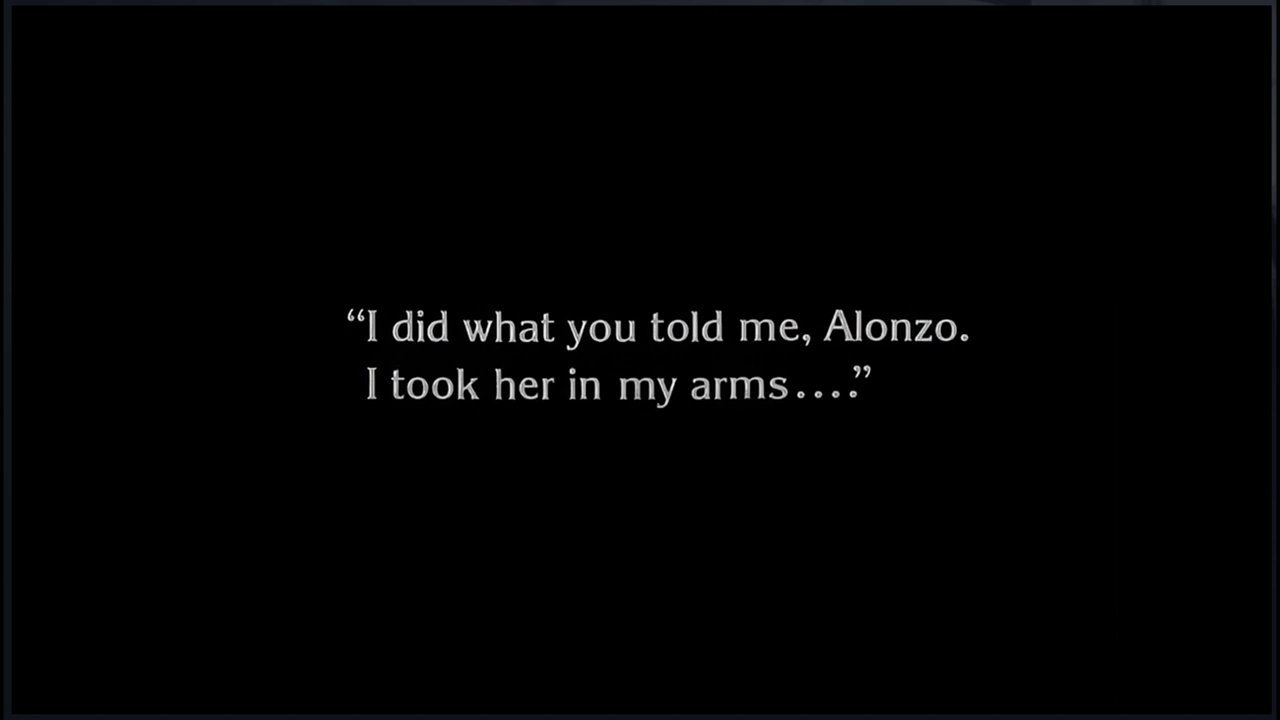 “I did what you told me, Alonzo.
I took her in my arms....”